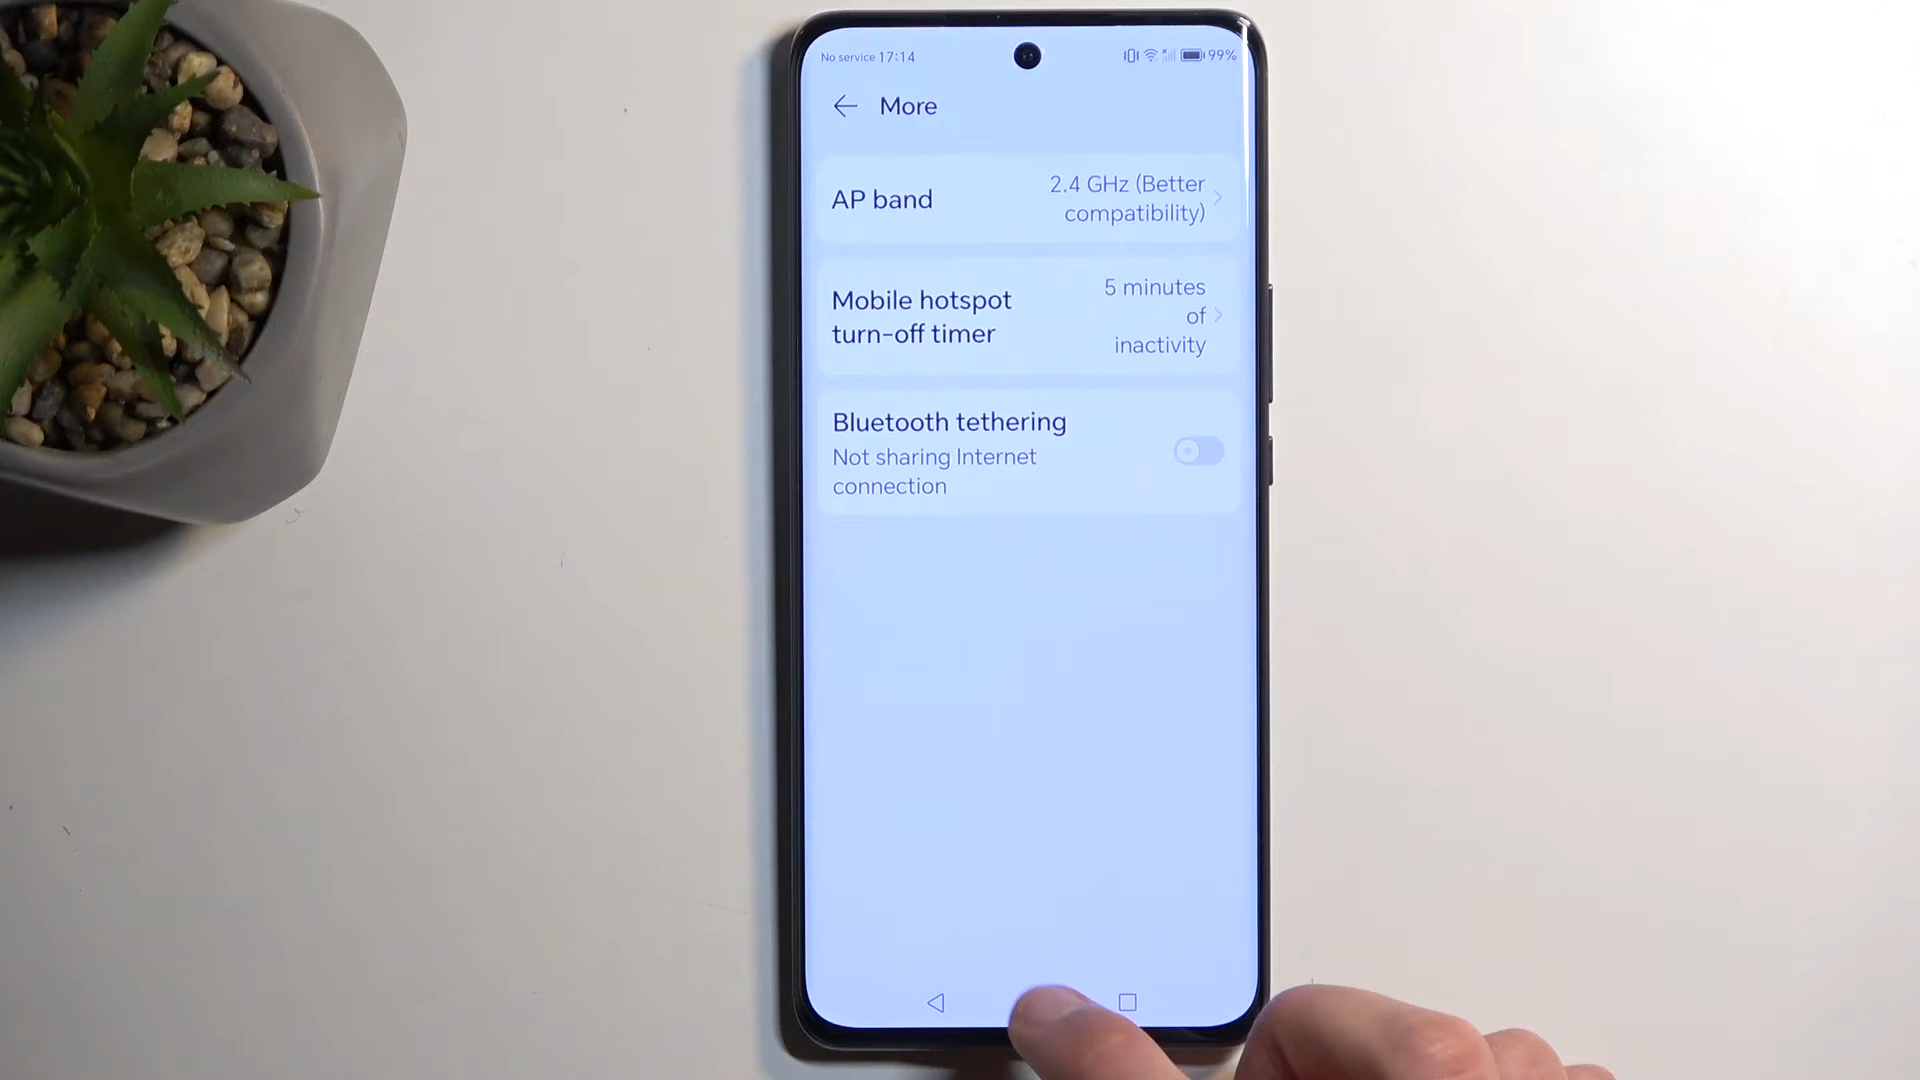 No service 17:14
99%
More
AP band
2.4 GHz (Better
compatibility)
Mobile hotspot
turn-off timer
5 minutes
of
inactivity
Bluetooth tethering
Not sharing Internet
connection